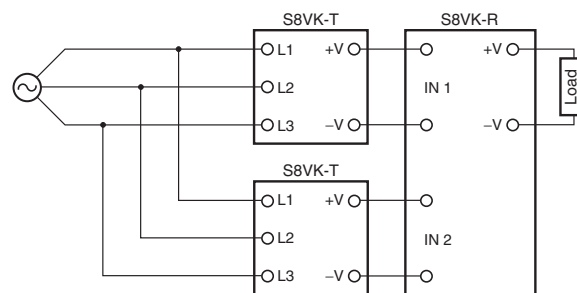 S8VK-T
S8VK-R
L1
+V
+V
L2
IN 1
Load
L3
−V
−V
S8VK-T
L1
+V
L2
IN 2
L3
−V